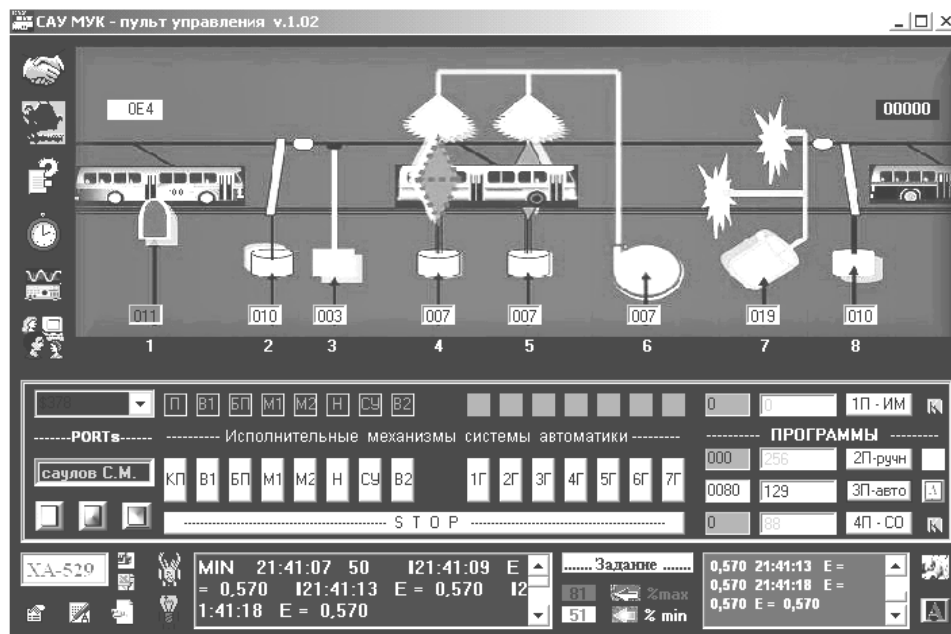 САУ МУК - пульт управления v.1.02
0E4
00000
011 010 003 007 007 007 019 010
1 2 3 4 5 6 7 8
$378 П В1 БП М1 М2 Н СУ В2 0 0 1П - ИМ
------PORTs------ ---------- Исполнительные механизмы системы автоматики --------- -------- ПРОГРАММЫ --------
саулов С.М. КП В1 БП М1 М2 Н СУ В2 1Г 2Г 3Г 4Г 5Г 6Г 7Г 000 256 2П-ручн
0080 129 3П-авто
---------- S T O P ---------- 0 88 4П - СО
ХА-529
MIN 21:41:07 50 I21:41:09 E
= 0,570 I21:41:13 E = 0,570 I2
1:41:18 E = 0,570
....... Задание .......
81 %max
51 % min
0,570 21:41:13 E =
0,570 21:41:18 E =
0,570 E = 0,570